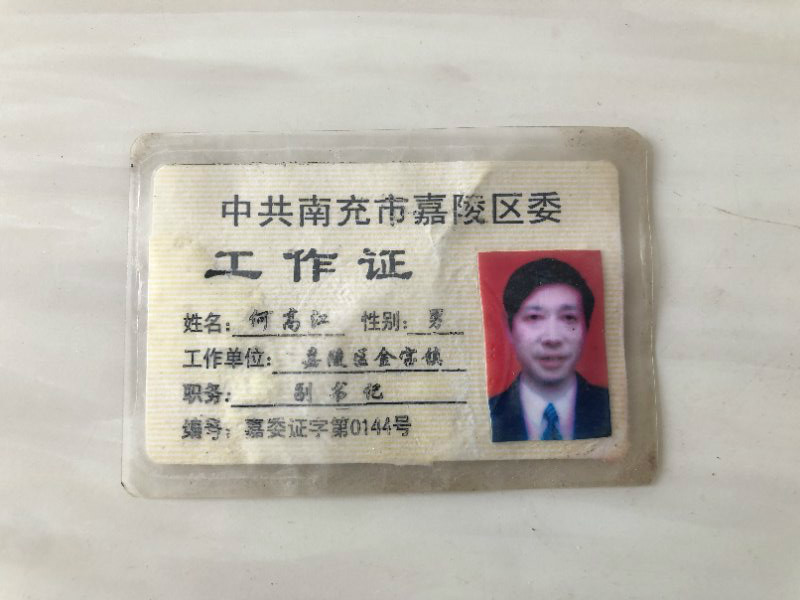 中共南充市嘉陵区委
工作证
姓名：何高江 性别：男
工作单位：嘉陵区金宝镇
职务：副书记
编号：嘉委证字第0144号